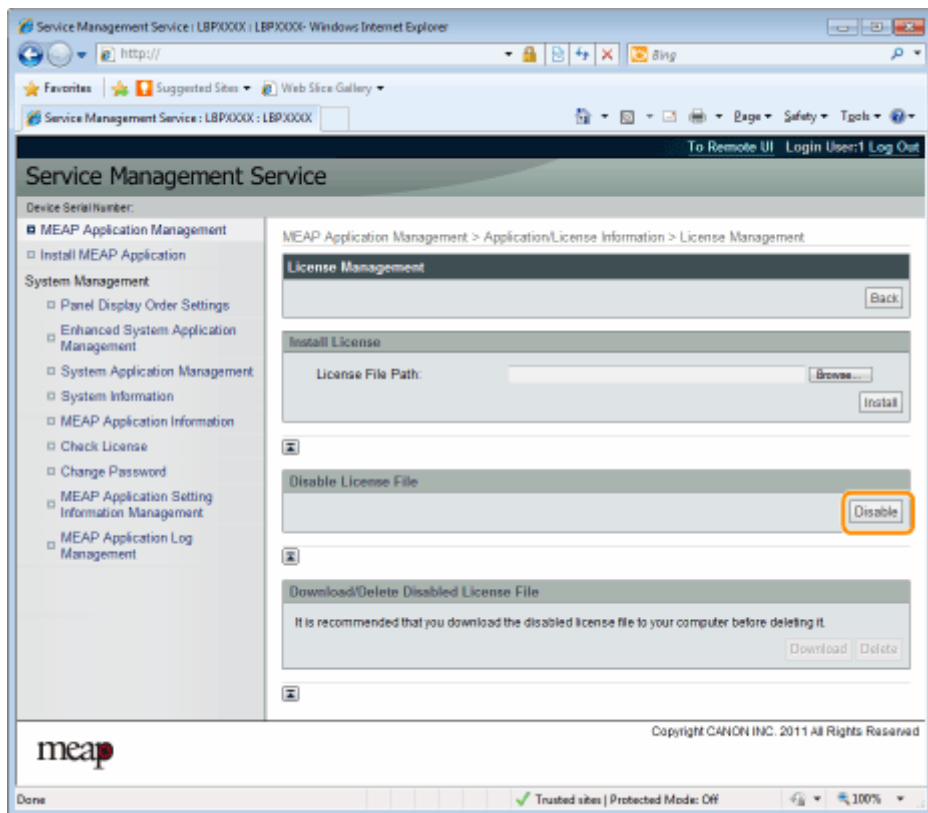 Service Management Service : LBPXXXX : LBPXXXX- Windows Internet Explorer
http://
Bing
Favorites
Suggested Sites
Web Slice Gallery
Service Management Service : LBPXXXX : LBPXXXX
Page Safety Tools
To Remote UI Login User:1 Log Out
Service Management Service
Device Serial Number:
MEAP Application Management
Install MEAP Application
System Management
Panel Display Order Settings
Enhanced System Application
Management
System Application Management
System Information
MEAP Application Information
Check License
Change Password
MEAP Application Setting
Information Management
MEAP Application Log
Management
MEAP Application Management > Application/License Information > License Management
License Management
Back
Install License
License File Path:
Browse...
Install
Disable License File
Disable
Download/Delete Disabled License File
It is recommended that you download the disabled license file to your computer before deleting it.
Download Delete
Copyright CANON INC. 2011 All Rights Reserved
meap
Done
Trusted sites | Protected Mode: Off
100%